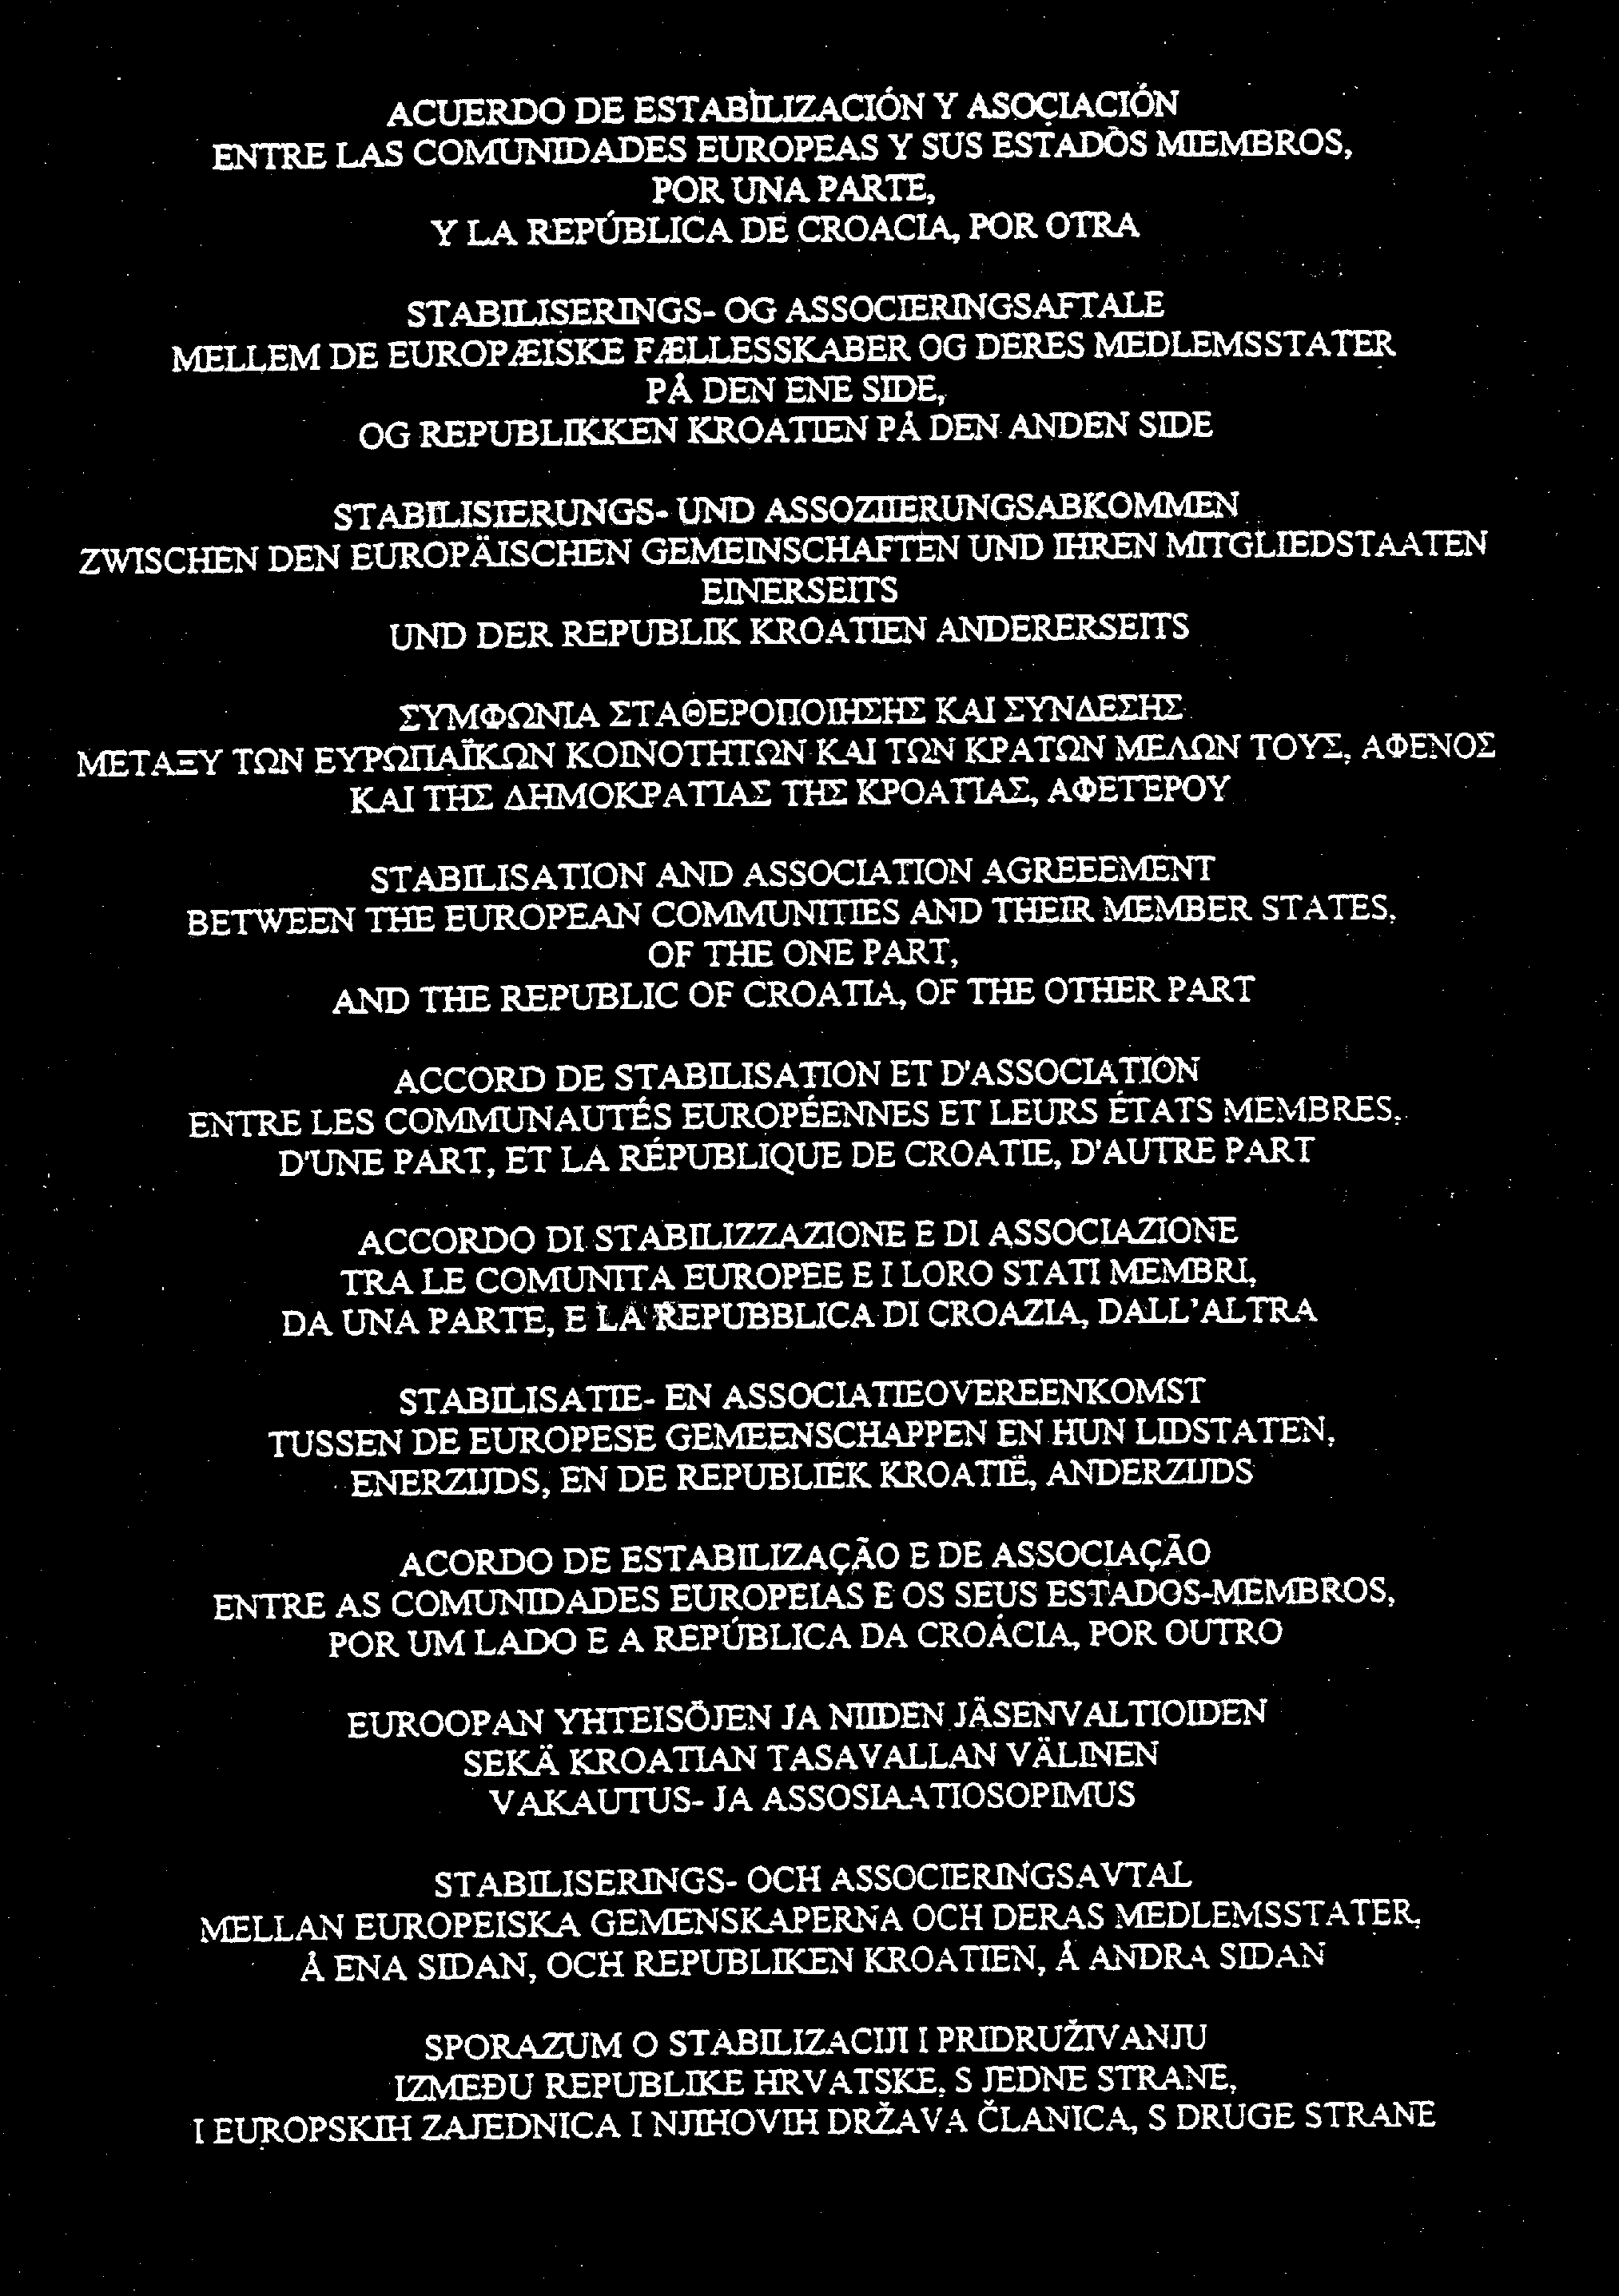 ACUERDO DE ESTABILIZACIÓN Y ASOCIACIÓN
ENTRE LAS COMUNIDADES EUROPEAS Y SUS ESTADOS MIEMBROS,
POR UNA PARTE,
Y LA REPÚBLICA DE CROACIA, POR OTRA
STABILISERINGS- OG ASSOCIERINGSAFTALE
MELLEM DE EUROPÆISKE FÆLLESSKABER OG DERES MEDLEMSSTATER
PÅ DEN ENE SIDE,
OG REPUBLIKKEN KROATIEN PÅ DEN ANDEN SIDE
STABILISIERUNGS- UND ASSOZIIERUNGSABKOMMEN
ZWISCHEN DEN EUROPÄISCHEN GEMEINSCHAFTEN UND IHREN MITGLIEDSTAATEN
EINERSEITS
UND DER REPUBLIK KROATIEN ANDERERSEITS
ΣΥΜΦΩΝΙΑ ΣΤΑΘΕΡΟΠΟΙΗΣΗΣ ΚΑΙ ΣΥΝΔΕΣΗΣ
ΜΕΤΑΞΥ ΤΩΝ ΕΥΡΩΠΑΪΚΩΝ ΚΟΙΝΟΤΗΤΩΝ ΚΑΙ ΤΩΝ ΚΡΑΤΩΝ ΜΕΛΩΝ ΤΟΥΣ, ΑΦΕΝΟΣ
ΚΑΙ ΤΗΣ ΔΗΜΟΚΡΑΤΙΑΣ ΤΗΣ ΚΡΟΑΤΙΑΣ, ΑΦΕΤΕΡΟΥ
STABILISATION AND ASSOCIATION AGREEEMENT
BETWEEN THE EUROPEAN COMMUNITIES AND THEIR MEMBER STATES,
OF THE ONE PART,
AND THE REPUBLIC OF CROATIA, OF THE OTHER PART
ACCORD DE STABILISATION ET D'ASSOCIATION
ENTRE LES COMMUNAUTÉS EUROPÉENNES ET LEURS ÉTATS MEMBRES,
D'UNE PART, ET LA RÉPUBLIQUE DE CROATIE, D'AUTRE PART
ACCORDO DI STABILIZZAZIONE E DI ASSOCIAZIONE
TRA LE COMUNITA EUROPEE E I LORO STATI MEMBRI,
DA UNA PARTE, E LA REPUBBLICA DI CROAZIA, DALL'ALTRA
STABILISATIE- EN ASSOCIATIEOVEREENKOMST
TUSSEN DE EUROPESE GEMEENSCHAPPEN EN HUN LIDSTATEN,
ENERZIJDS, EN DE REPUBLIEK KROATIË, ANDERZIJDS
ACORDO DE ESTABILIZAÇÃO E DE ASSOCIAÇÃO
ENTRE AS COMUNIDADES EUROPEIAS E OS SEUS ESTADOS-MEMBROS,
POR UM LADO E A REPÚBLICA DA CROÁCIA, POR OUTRO
EUROOPAN YHTEISÖJEN JA NIIDEN JÄSENVALTIOIDEN
SEKÄ KROATIAN TASAVALLAN VÄLINEN
VAKAUTUS- JA ASSOSIAATIOSOPIMUS
STABILISERINGS- OCH ASSOCIERINGSAVTAL
MELLAN EUROPEISKA GEMENSKAPERNA OCH DERAS MEDLEMSSTATER,
Å ENA SIDAN, OCH REPUBLIKEN KROATIEN, Å ANDRA SIDAN
SPORAZUM O STABILIZACIJI I PRIDRUŽIVANJU
IZMEĐU REPUBLIKE HRVATSKE, S JEDNE STRANE,
I EUROPSKIH ZAJEDNICA I NJIHOVIH DRŽAVA ČLANICA, S DRUGE STRANE